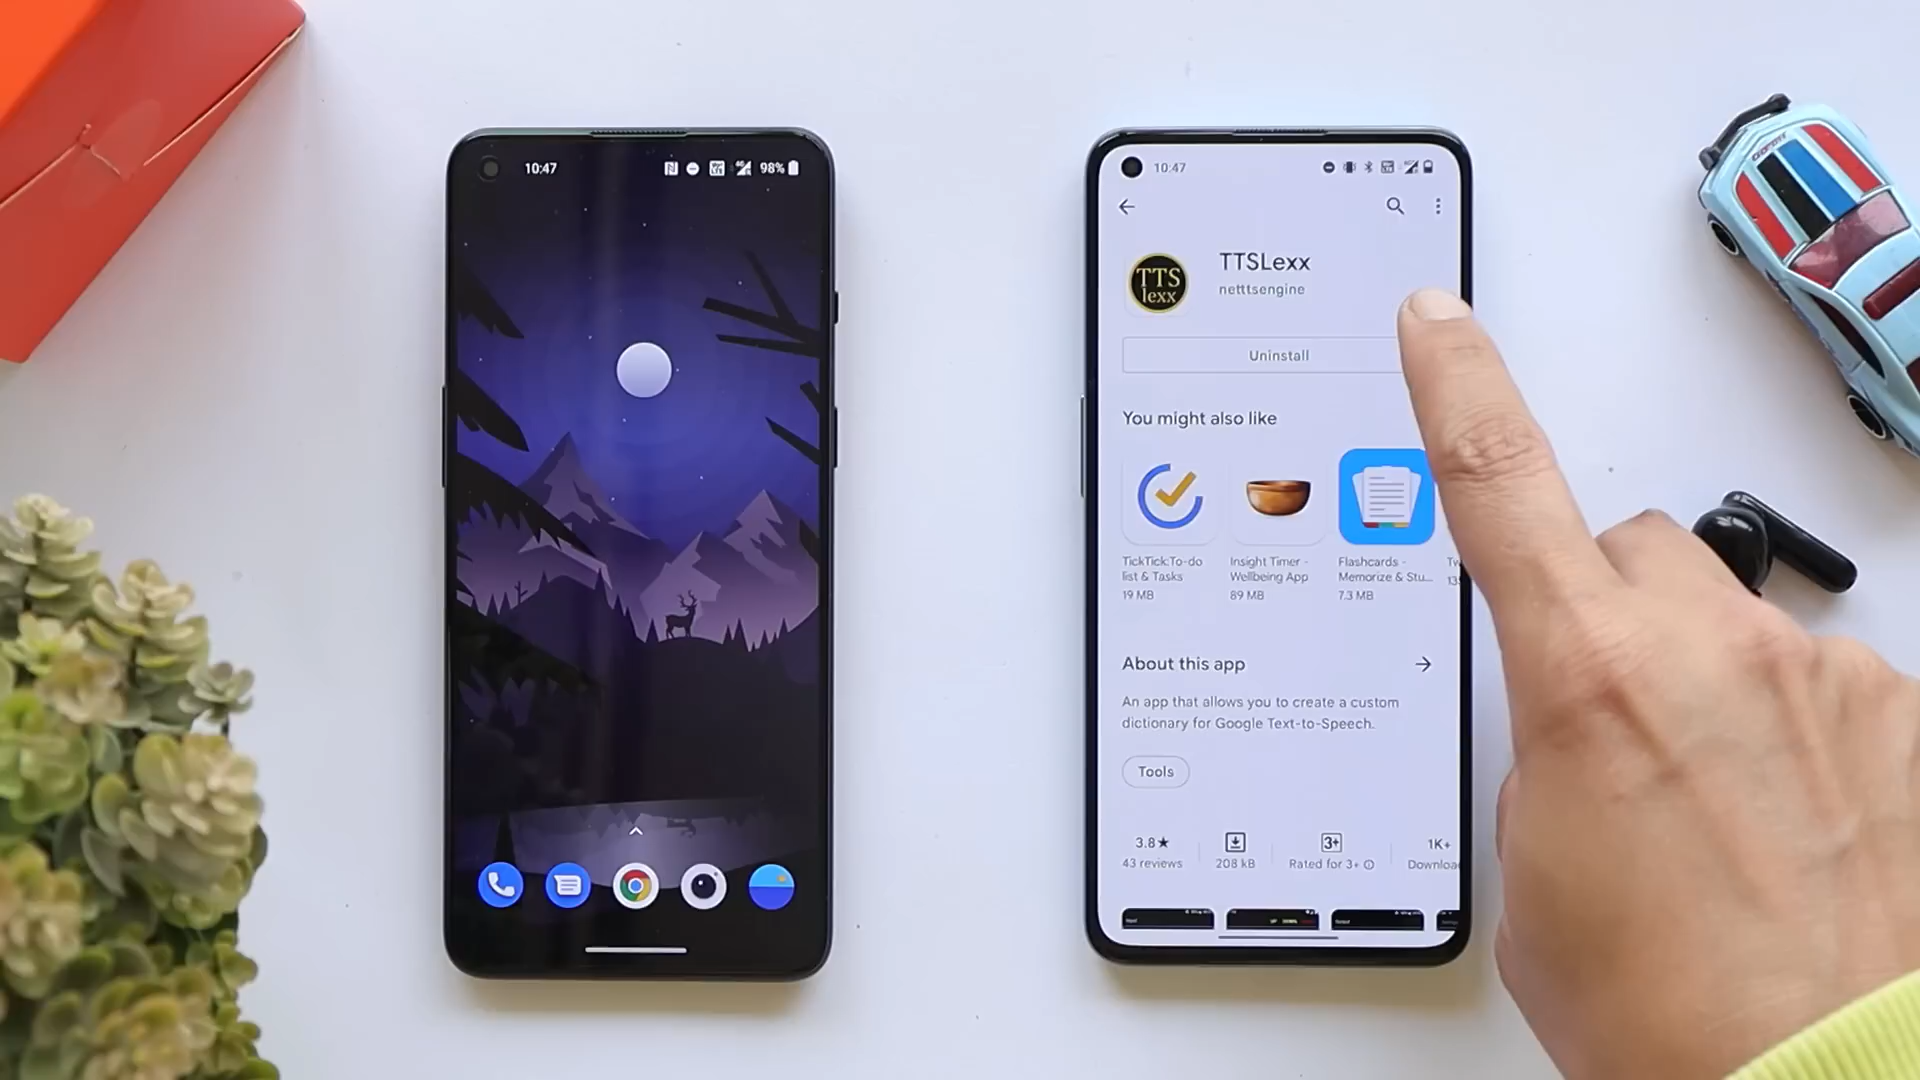 10:47
98%
10:47
TTSLexx
netttsengine
TTS
lexx
Uninstall
You might also like
TickTick:To-do
list & Tasks
19 MB
Insight Timer -
Wellbeing App
89 MB
Flashcards -
Memorize & Stu...
7.3 MB
About this app
An app that allows you to create a custom
dictionary for Google Text-to-Speech.
Tools
3.8★
43 reviews
208 kB
3+
Rated for 3+
1K+